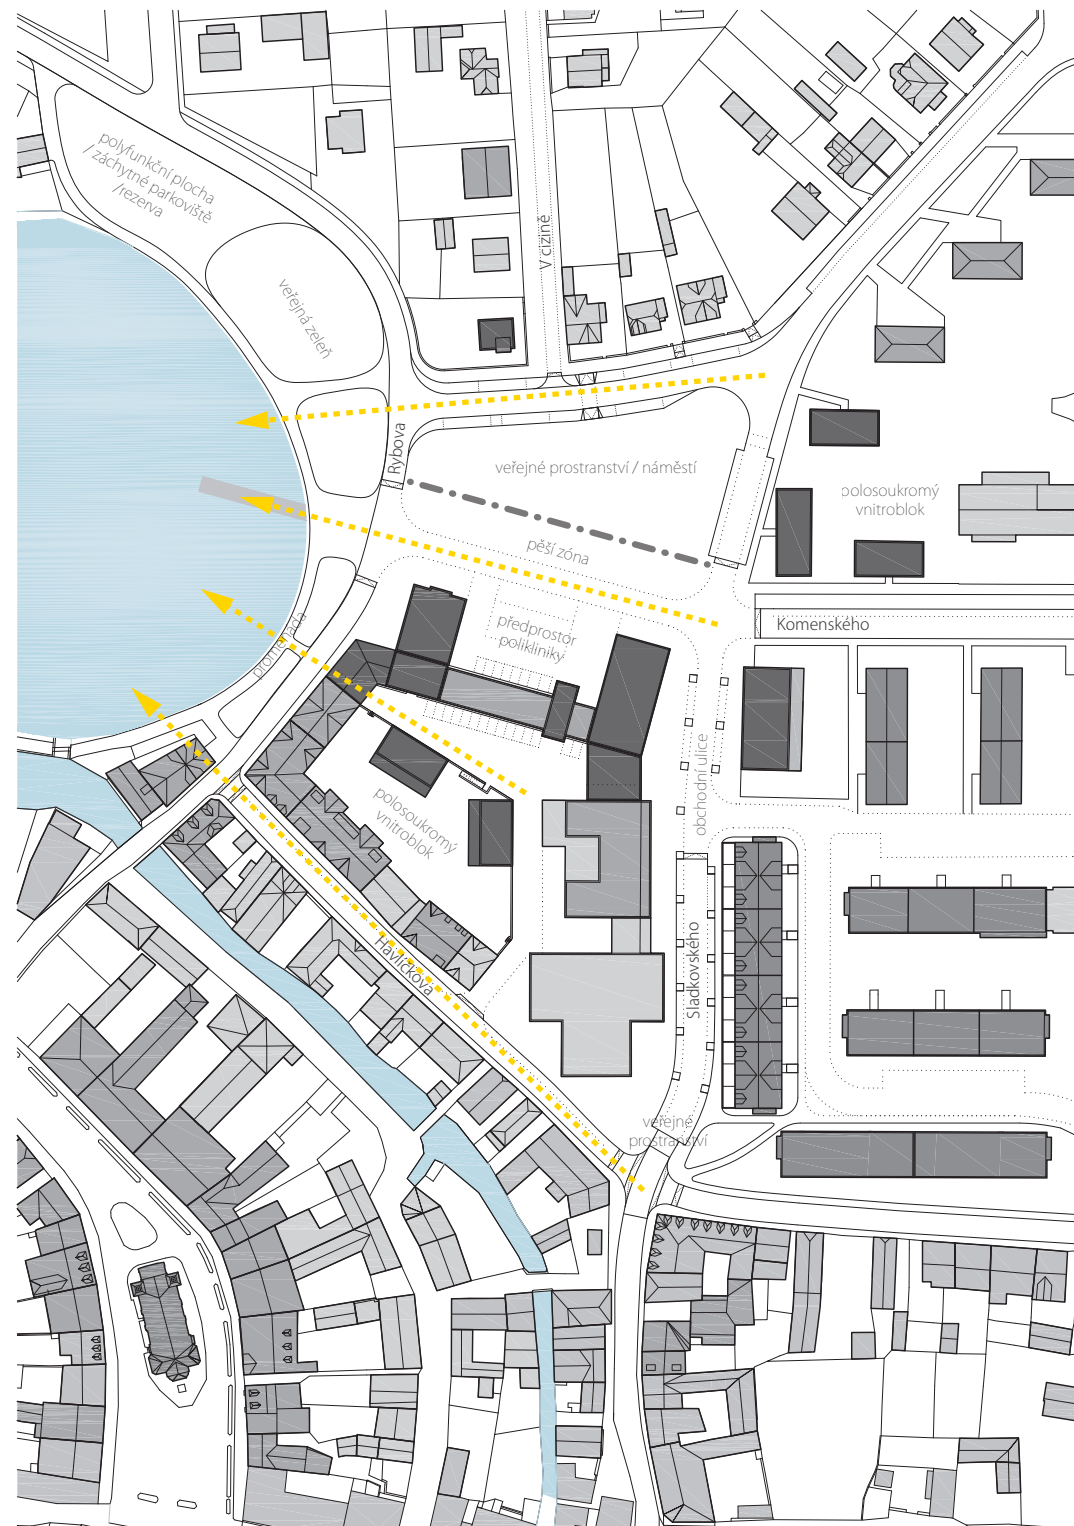 polyfunkční plocha
/ záchytné parkoviště
/rezerva
veřejná zeleň
V cizině
Rybova
veřejné prostranství / náměstí
polosoukromý
vnitroblok
pěší zóna
předprostor
polikliniky
Komenského
promenáda
obchodní ulice
polosoukromý
vnitroblok
Havlíčkova
Sladkovského
veřejné
prostranství